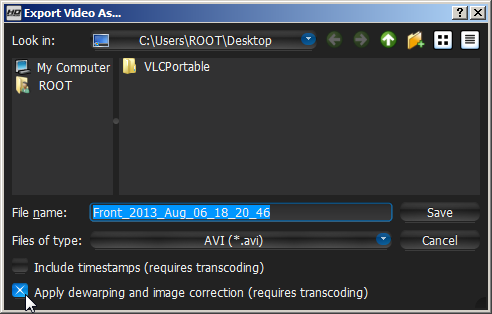 HD Export Video As...
Look in: C:\Users\ROOT\Desktop
My Computer
ROOT
VLCPortable
File name: Front_2013_Aug_06_18_20_46 Save
Files of type: AVI (*.avi) Cancel
Include timestamps (requires transcoding)
Apply dewarping and image correction (requires transcoding)